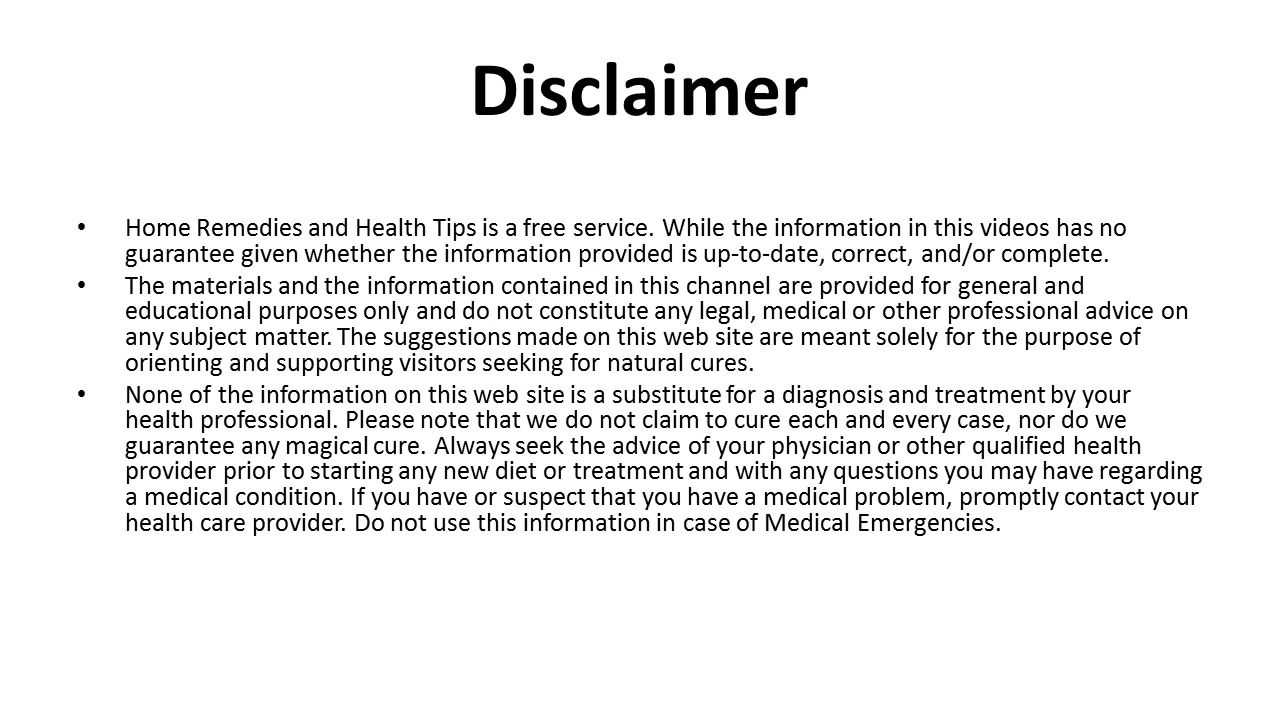 Disclaimer
• Home Remedies and Health Tips is a free service. While the information in this videos has no
guarantee given whether the information provided is up-to-date, correct, and/or complete.
• The materials and the information contained in this channel are provided for general and
educational purposes only and do not constitute any legal, medical or other professional advice on
any subject matter. The suggestions made on this web site are meant solely for the purpose of
orienting and supporting visitors seeking for natural cures.
• None of the information on this web site is a substitute for a diagnosis and treatment by your
health professional. Please note that we do not claim to cure each and every case, nor do we
guarantee any magical cure. Always seek the advice of your physician or other qualified health
provider prior to starting any new diet or treatment and with any questions you may have regarding
a medical condition. If you have or suspect that you have a medical problem, promptly contact your
health care provider. Do not use this information in case of Medical Emergencies.